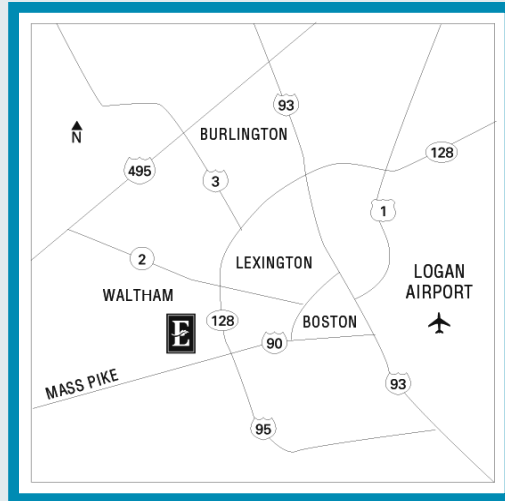 93
BURLINGTON
N
128
495
3
1
2
LEXINGTON
LOGAN
AIRPORT
WALTHAM
E
128
BOSTON
90
MASS PIKE
93
95